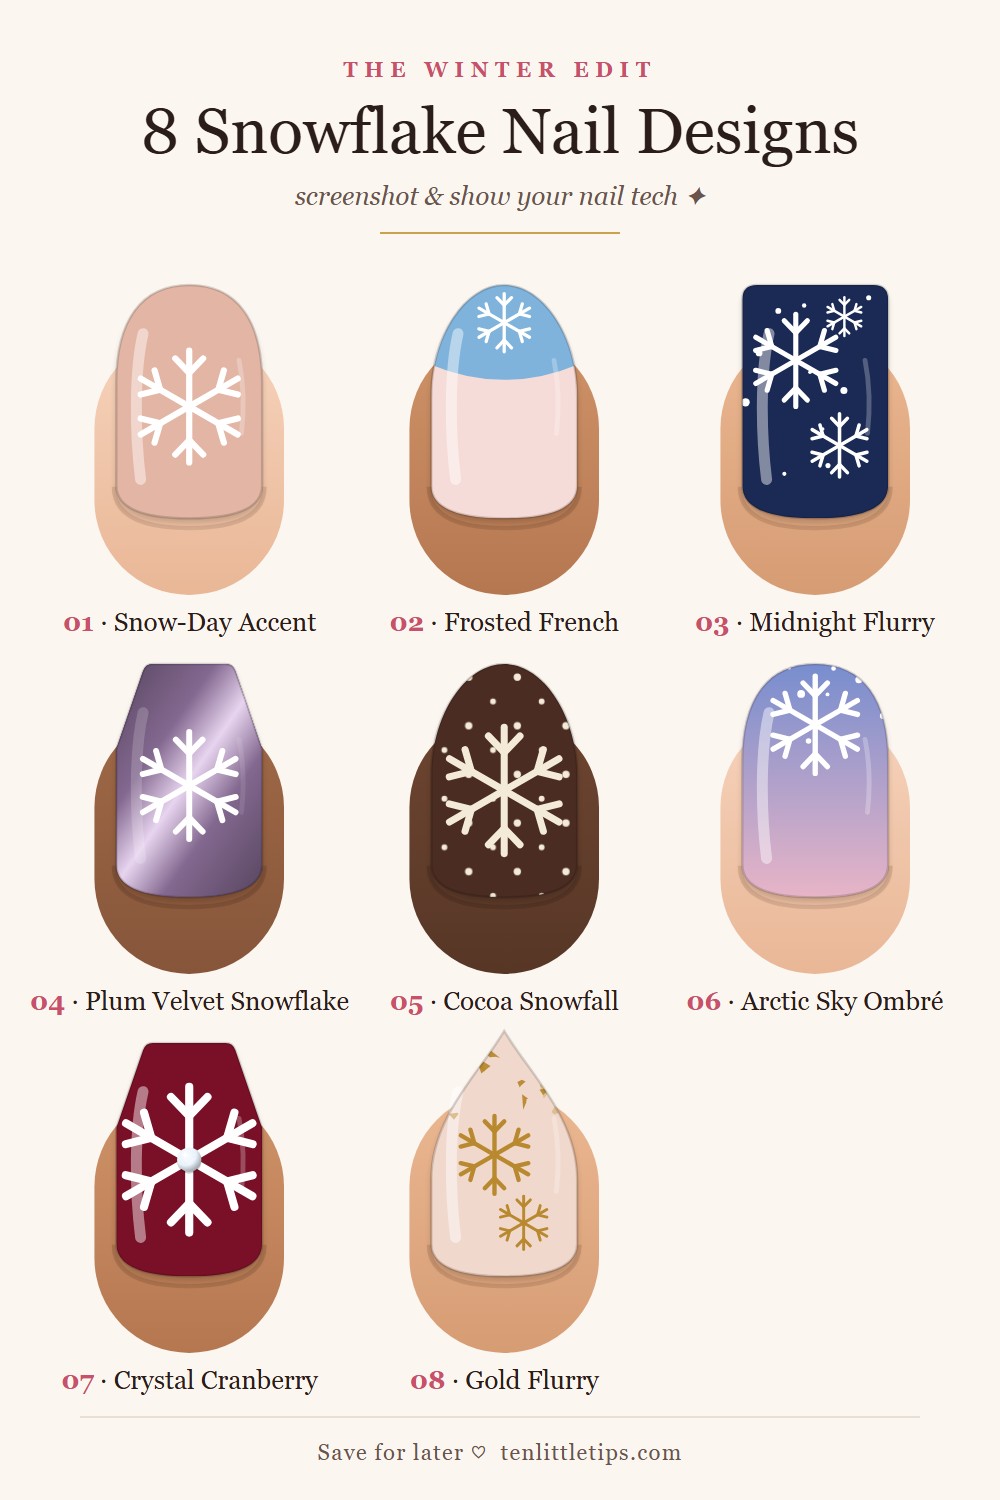 THE WINTER EDIT
8 Snowflake Nail Designs
screenshot & show your nail tech ✦
01 · Snow-Day Accent
02 · Frosted French
03 · Midnight Flurry
04 · Plum Velvet Snowflake
05 · Cocoa Snowfall
06 · Arctic Sky Ombré
07 · Crystal Cranberry
08 · Gold Flurry
Save for later ♡ tenlittletips.com